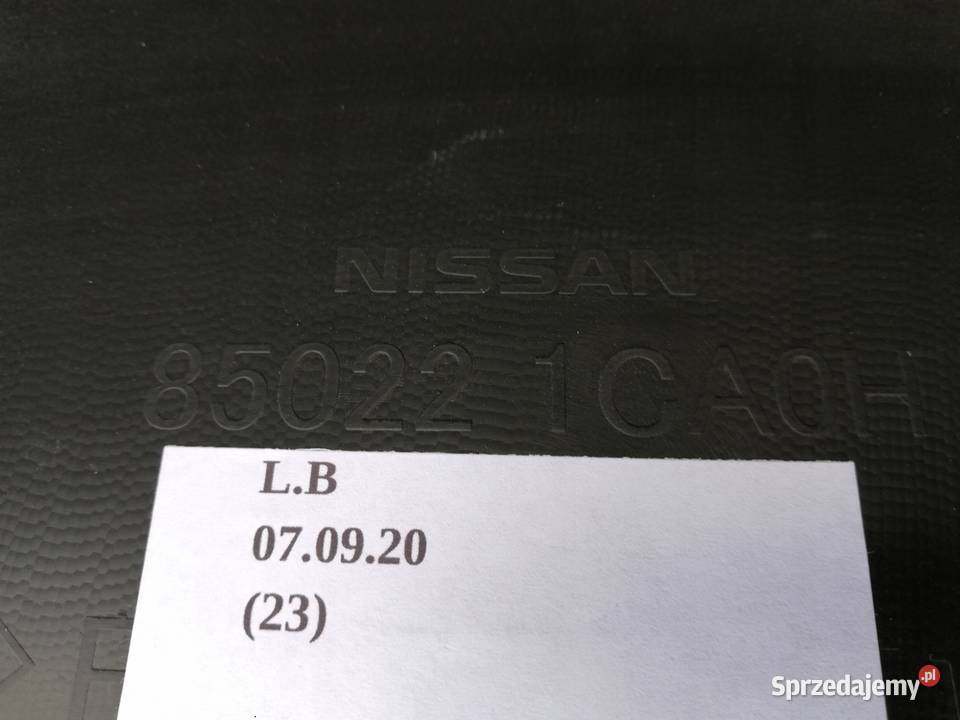 NISSAN
85022 1CA0H
L.B
07.09.20
(23)
Sprzedajemy.pl